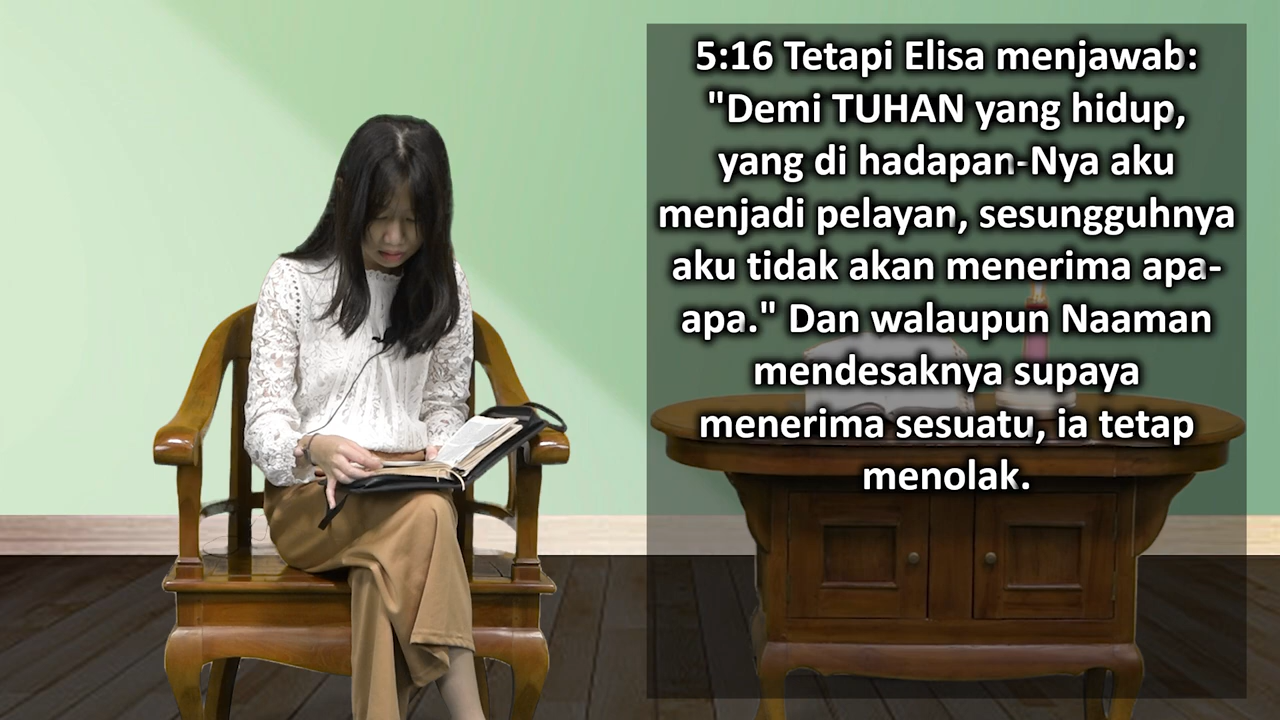 5:16 Tetapi Elisa menjawab:
"Demi TUHAN yang hidup,
yang di hadapan-Nya aku
menjadi pelayan, sesungguhnya
aku tidak akan menerima apa-
apa." Dan walaupun Naaman
mendesaknya supaya
menerima sesuatu, ia tetap
menolak.